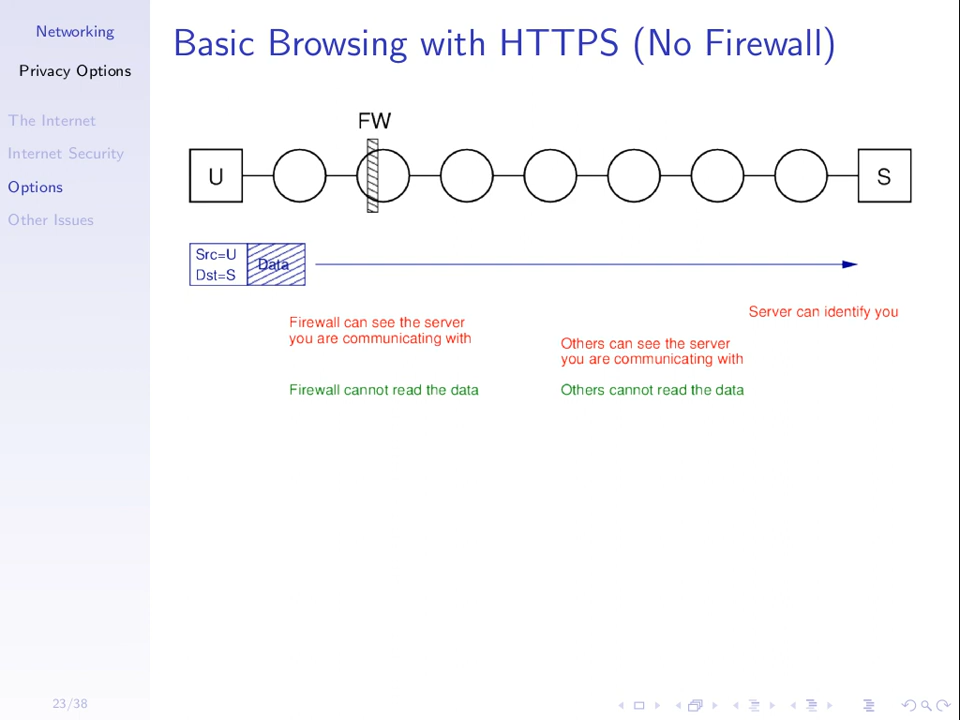 Networking
Privacy Options
The Internet
Internet Security
Options
Other Issues
23/38
Basic Browsing with HTTPS (No Firewall)
FW
U
S
Src=U
Dst=S
Data
Server can identify you
Firewall can see the server
you are communicating with
Others can see the server
you are communicating with
Firewall cannot read the data
Others cannot read the data